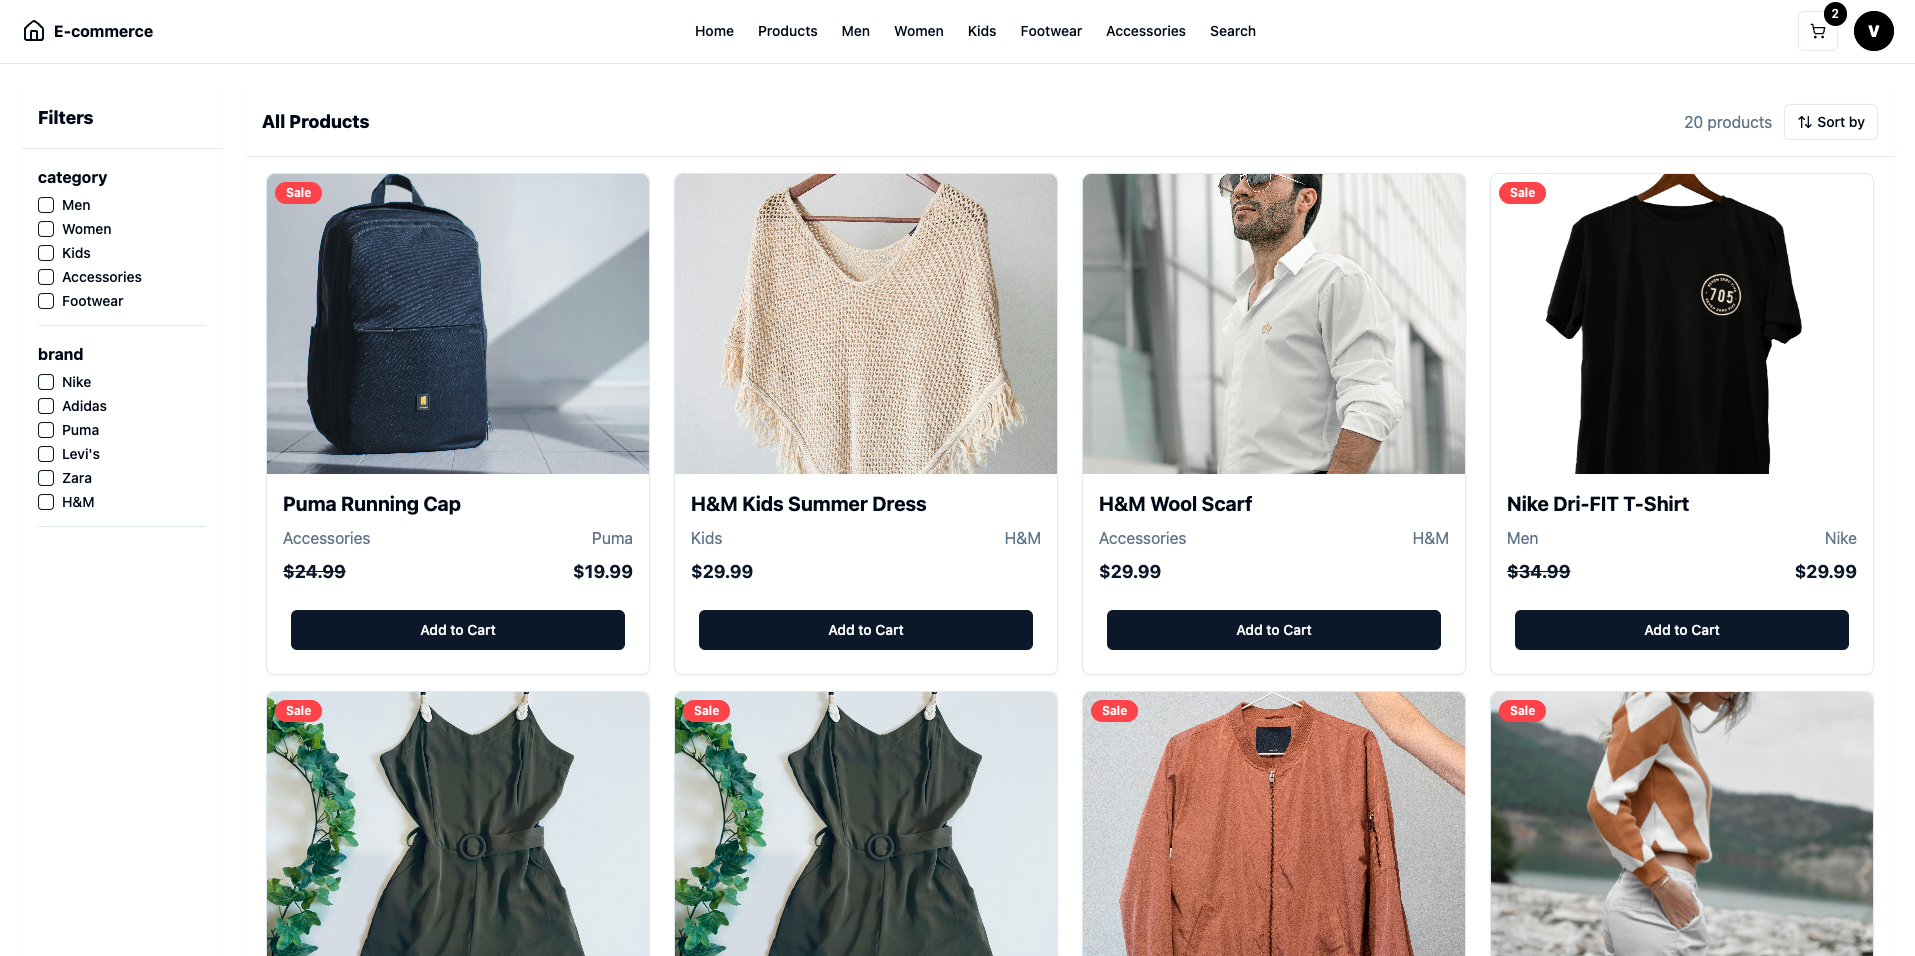 E-commerce
Home Products Men Women Kids Footwear Accessories Search
2
V
Filters
category
Men
Women
Kids
Accessories
Footwear
brand
Nike
Adidas
Puma
Levi's
Zara
H&M
All Products
20 products
Sort by
Sale
Puma Running Cap
Accessories Puma
$24.99 $19.99
Add to Cart
H&M Kids Summer Dress
Kids H&M
$29.99
Add to Cart
H&M Wool Scarf
Accessories H&M
$29.99
Add to Cart
Sale
705
Nike Dri-FIT T-Shirt
Men Nike
$34.99 $29.99
Add to Cart
Sale
Sale
Sale
Sale